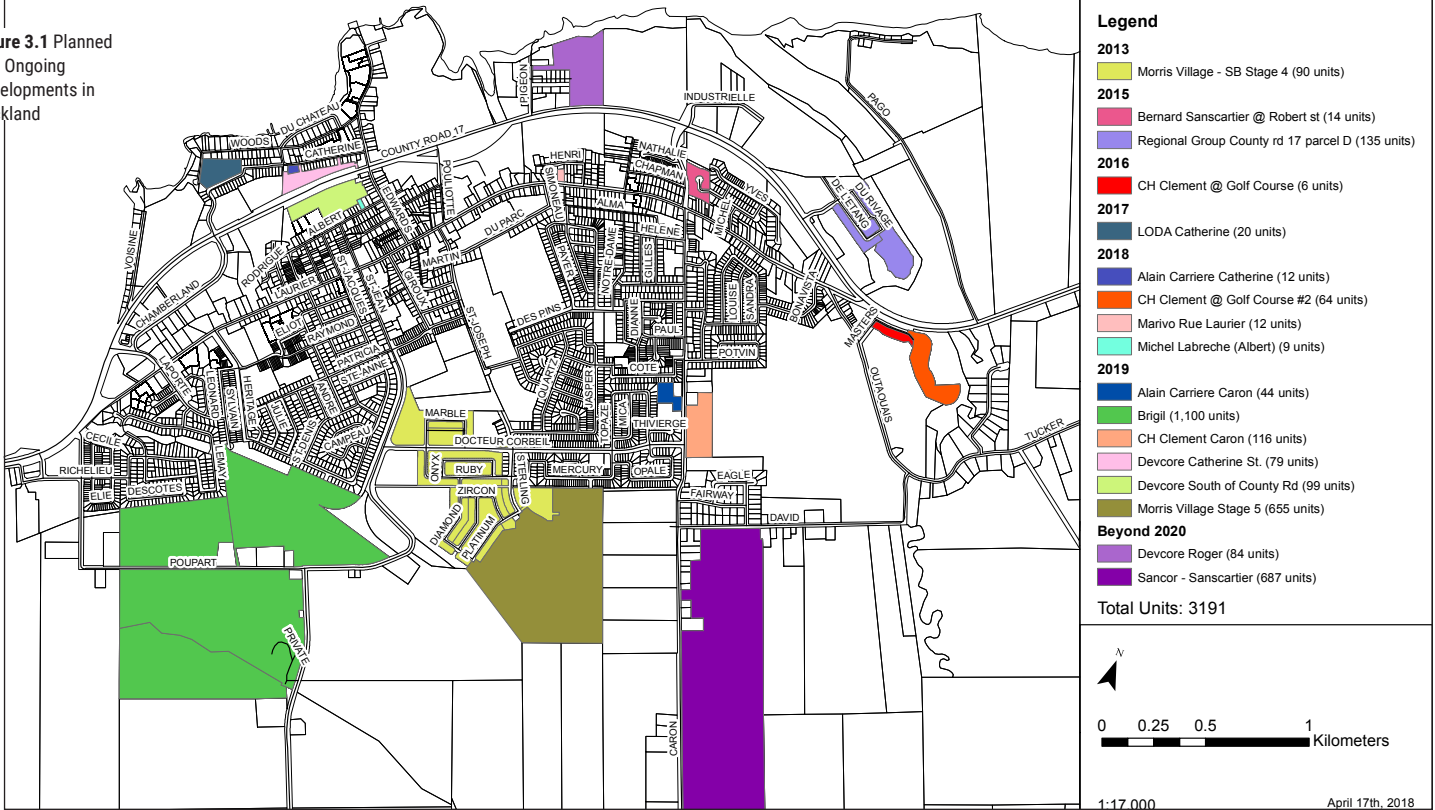 ure 3.1 Planned
Ongoing
elopments in
kland
WOODS
DU CHATEAU
CATHERINE
COUNTY ROAD 17
PIGEON
INDUSTRIELLE
PAGO
VOISINE
CHAMBERLAND
RODRIGUE
ALBERT
EDWARDS
POULIOTTE
HENRI
SIMONEAU
NATHALIE
CHAPMAN
YVES
MICHEL
ALMA
HELENE
DU PARC
MARTIN
GIROUX
ST-JEAN
ST-JACQUES
LAURIER
ELIOT
RAYMOND
PATRICIA
STE-ANNE
ST-JOSEPH
DES PINS
PAYER
NOTRE-DAME
GILLES
DIANNE
PAUL
LOUISE
SANDRA
POTVIN
BONAVISTA
DE L'ETANG
DU RIVAGE
MASTERS
OUTAOUAIS
TUCKER
LAPORTE
LEONARD
SYLVAIN
HERITAGE
JULIE
ANDRE
ST-DENIS
CAMPEAU
LEMAY
CECILE
RICHELIEU
ELIE
DESCOTES
QUARTZ
JASPER
TOPAZE
MICA
COTE
THIVIERGE
MARBLE
DOCTEUR CORBEIL
ONYX
RUBY
STERLING
MERCURY
OPALE
ZIRCON
DIAMOND
PLATINUM
EAGLE
FAIRWAY
DAVID
POUPART
PRIVATE
CARON
Legend
2013
Morris Village - SB Stage 4 (90 units)
2015
Bernard Sanscartier @ Robert st (14 units)
Regional Group County rd 17 parcel D (135 units)
2016
CH Clement @ Golf Course (6 units)
2017
LODA Catherine (20 units)
2018
Alain Carriere Catherine (12 units)
CH Clement @ Golf Course #2 (64 units)
Marivo Rue Laurier (12 units)
Michel Labreche (Albert) (9 units)
2019
Alain Carriere Caron (44 units)
Brigil (1,100 units)
CH Clement Caron (116 units)
Devcore Catherine St. (79 units)
Devcore South of County Rd (99 units)
Morris Village Stage 5 (655 units)
Beyond 2020
Devcore Roger (84 units)
Sancor - Sanscartier (687 units)
Total Units: 3191
N
0 0.25 0.5 1
Kilometers
1:17,000
April 17th, 2018